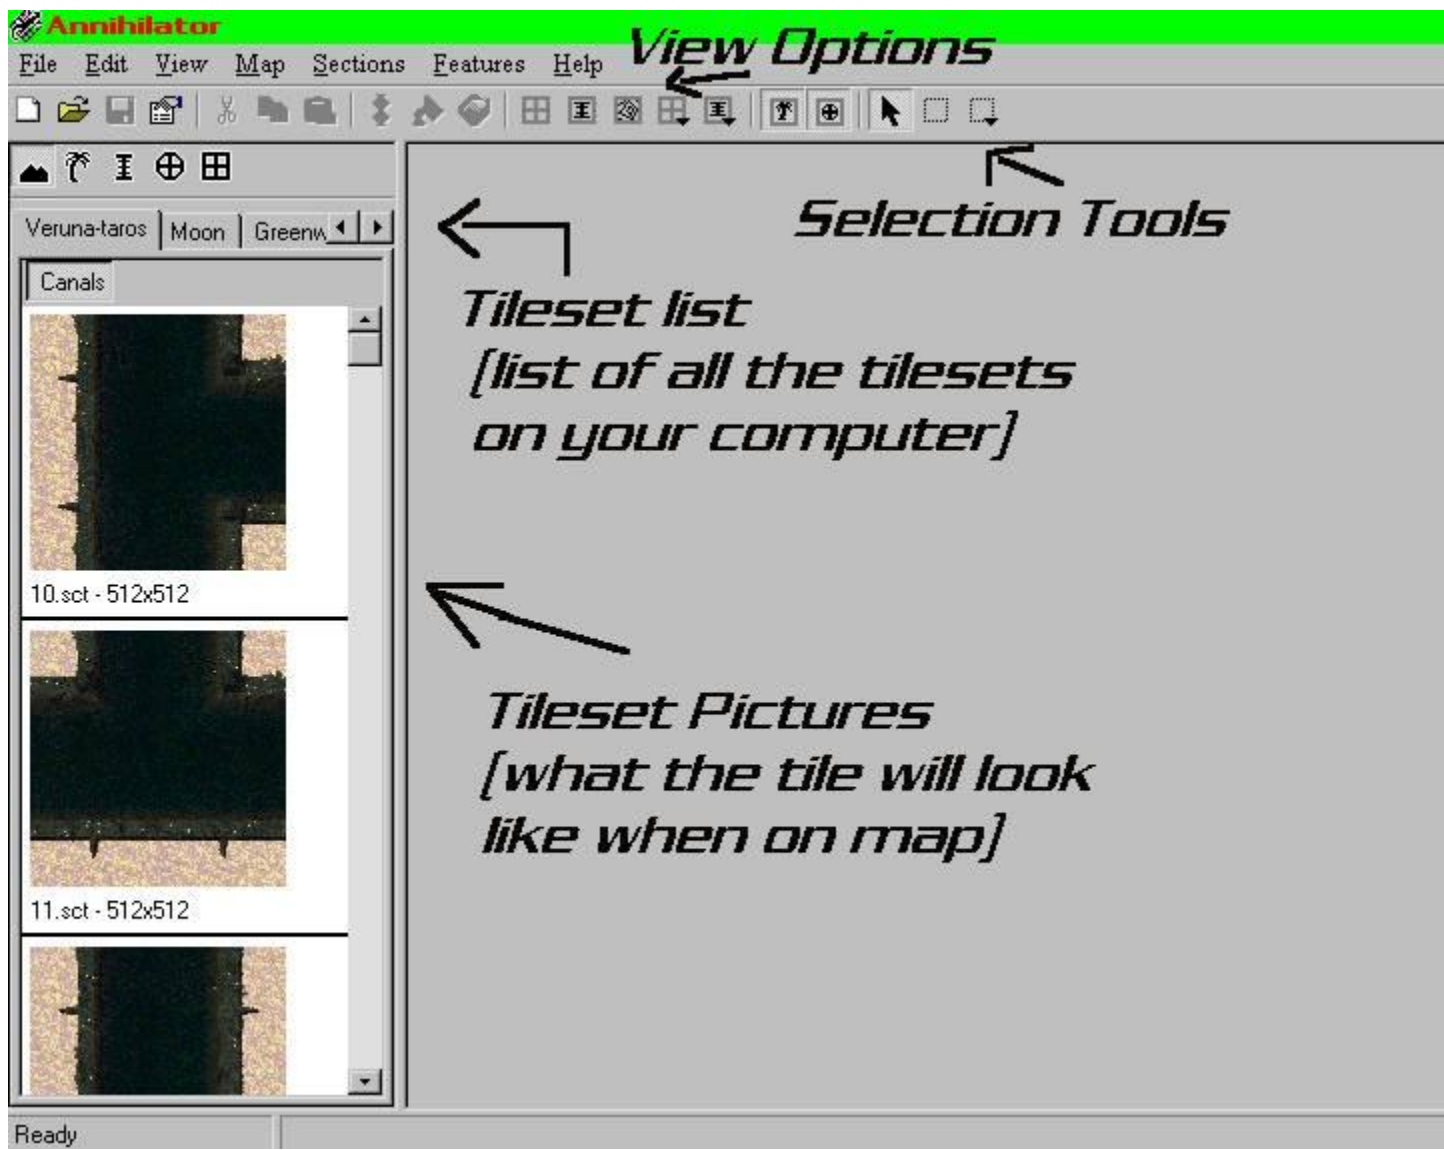 Annihilator
File Edit View Map Sections Features Help
View Options
Selection Tools
Veruna-taros Moon Greenw
Canals
Tileset list
[list of all the tilesets
on your computer]
10.sct - 512x512
Tileset Pictures
[what the tile will look
like when on map]
11.sct - 512x512
Ready